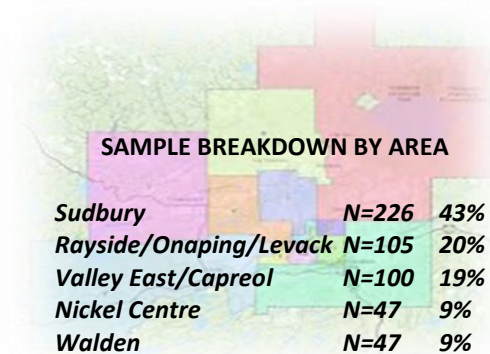 SAMPLE BREAKDOWN BY AREA
Sudbury N=226 43%
Rayside/Onaping/Levack N=105 20%
Valley East/Capreol N=100 19%
Nickel Centre N=47 9%
Walden N=47 9%